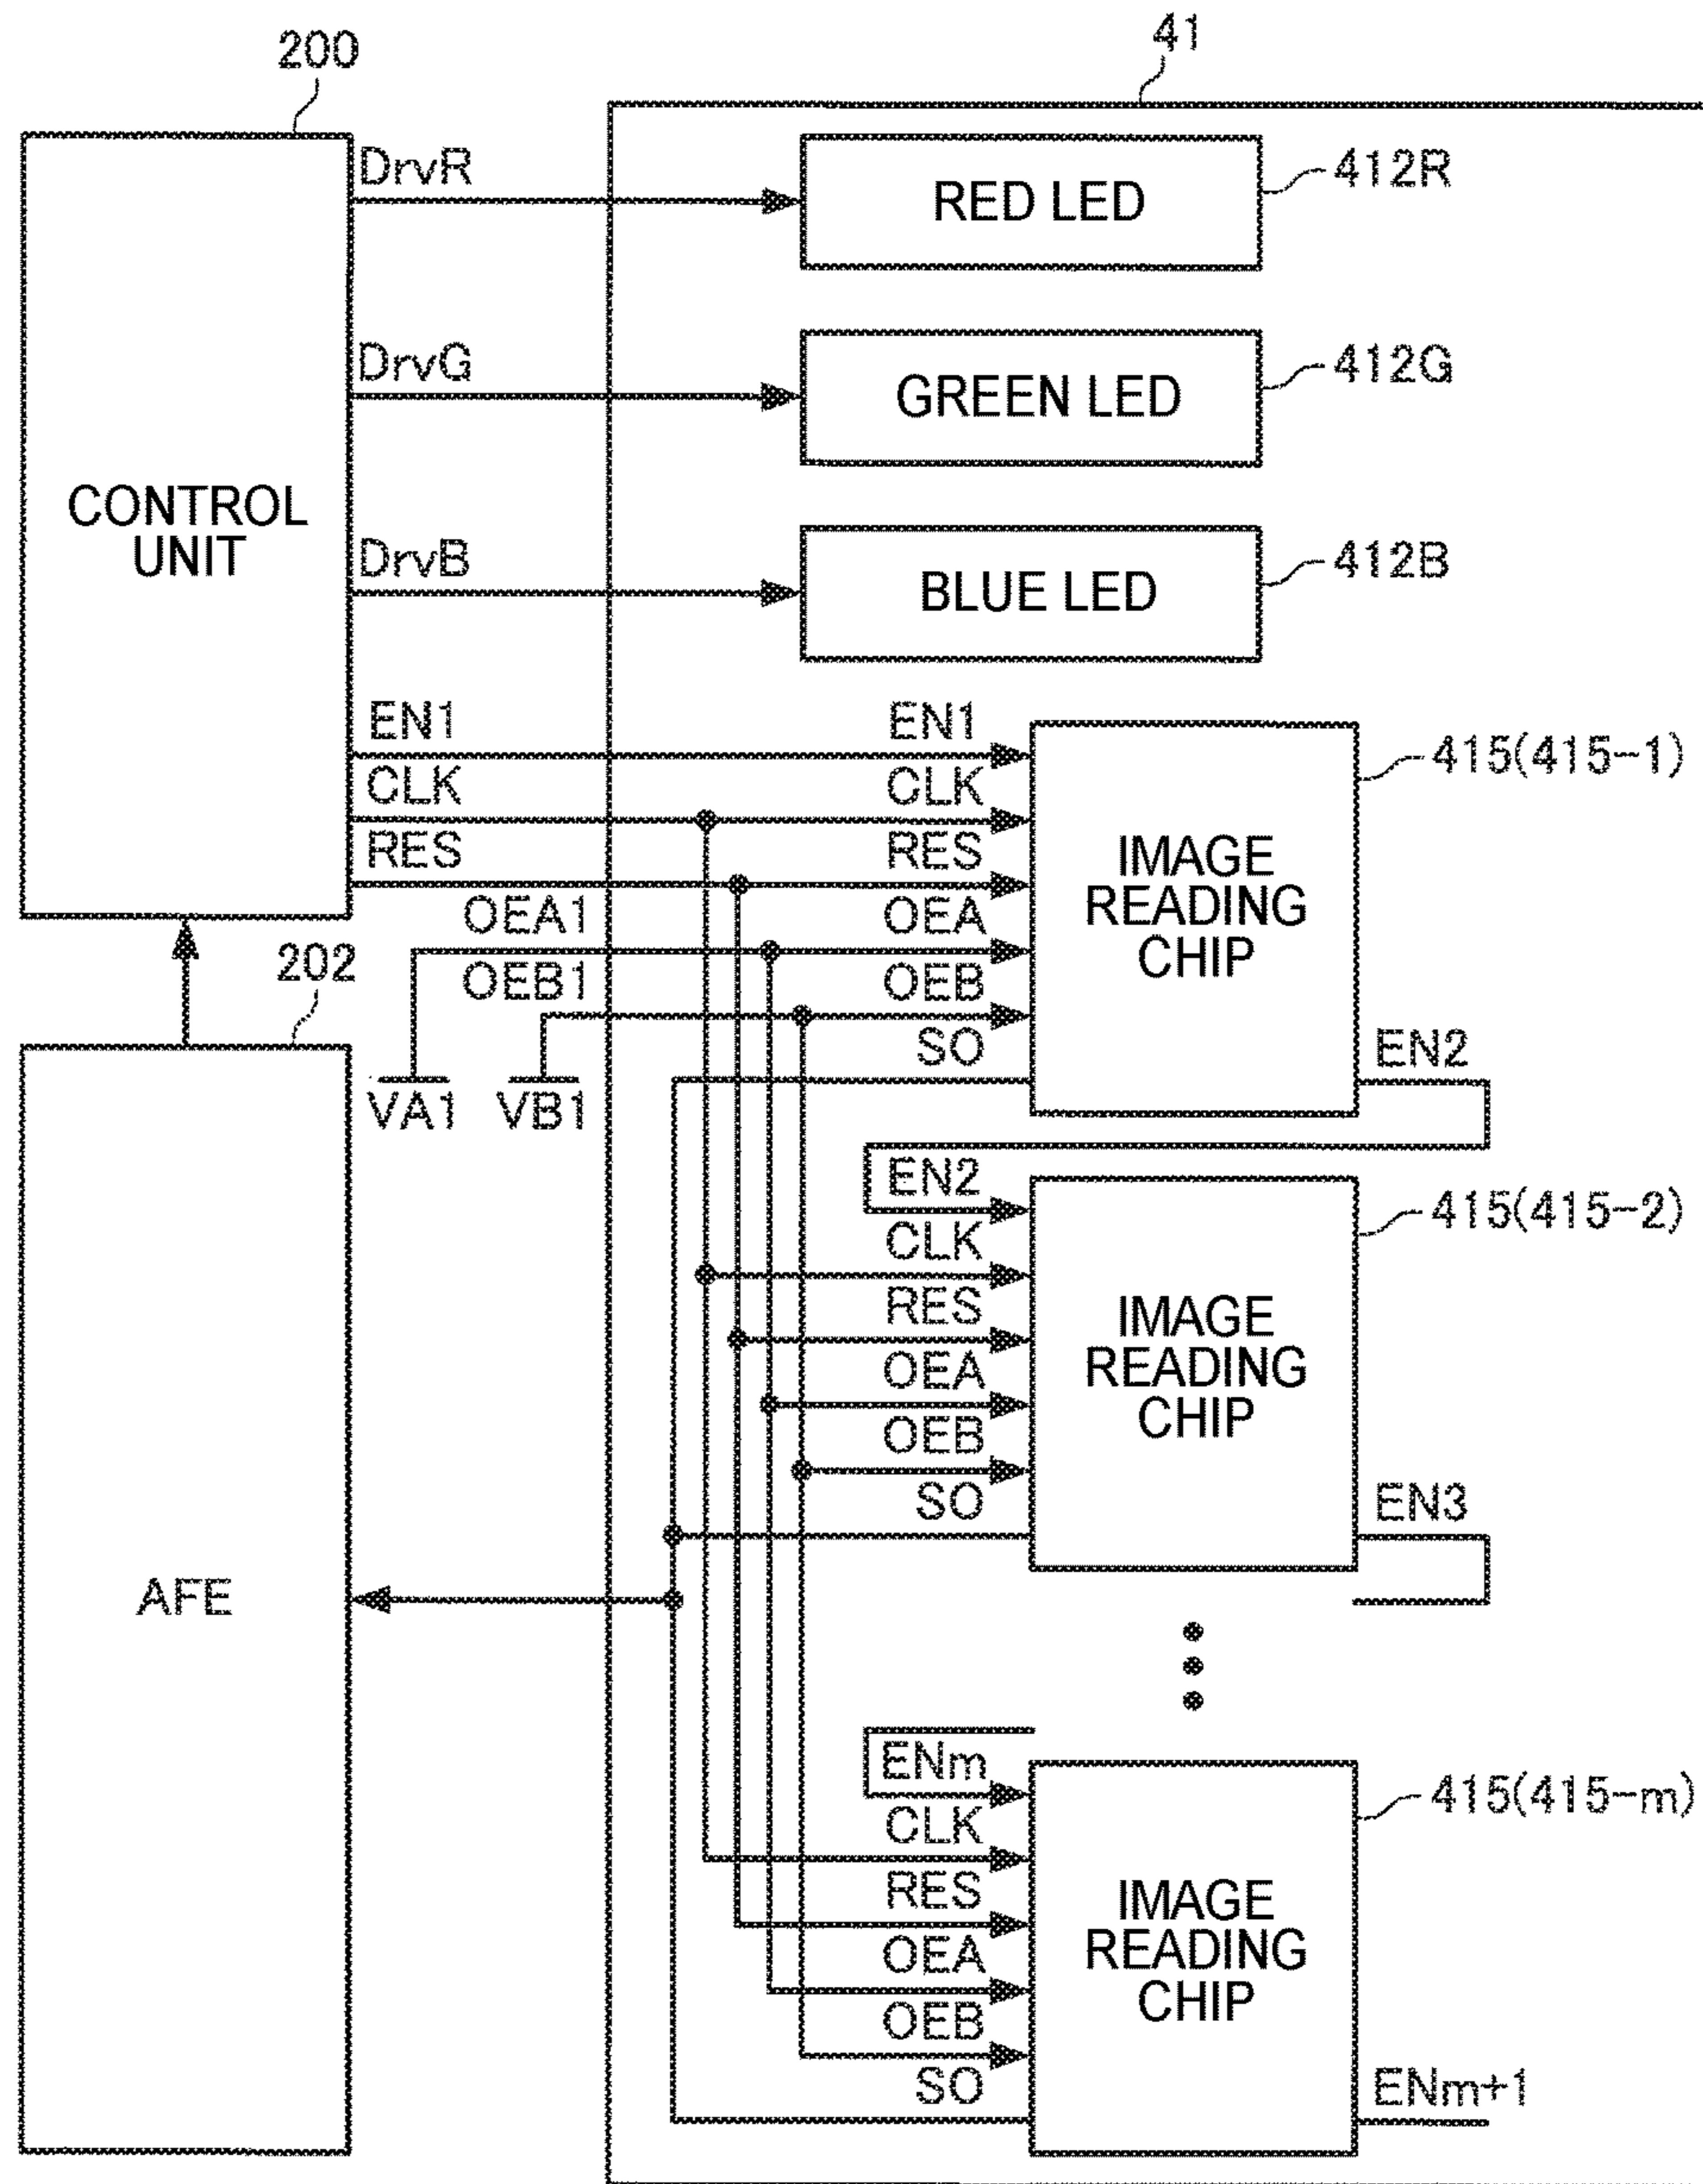 200
41
DrvR
RED LED
412R
DrvG
GREEN LED
412G
CONTROL
UNIT
DrvB
BLUE LED
412B
EN1
EN1
CLK
CLK
RES
RES
OEA1
OEA
OEB1
OEB
SO
VA1
VB1
IMAGE
READING
CHIP
415(415-1)
EN2
202
AFE
EN2
CLK
RES
OEA
OEB
SO
IMAGE
READING
CHIP
415(415-2)
EN3
ENm
CLK
RES
OEA
OEB
SO
IMAGE
READING
CHIP
415(415-m)
ENm+1